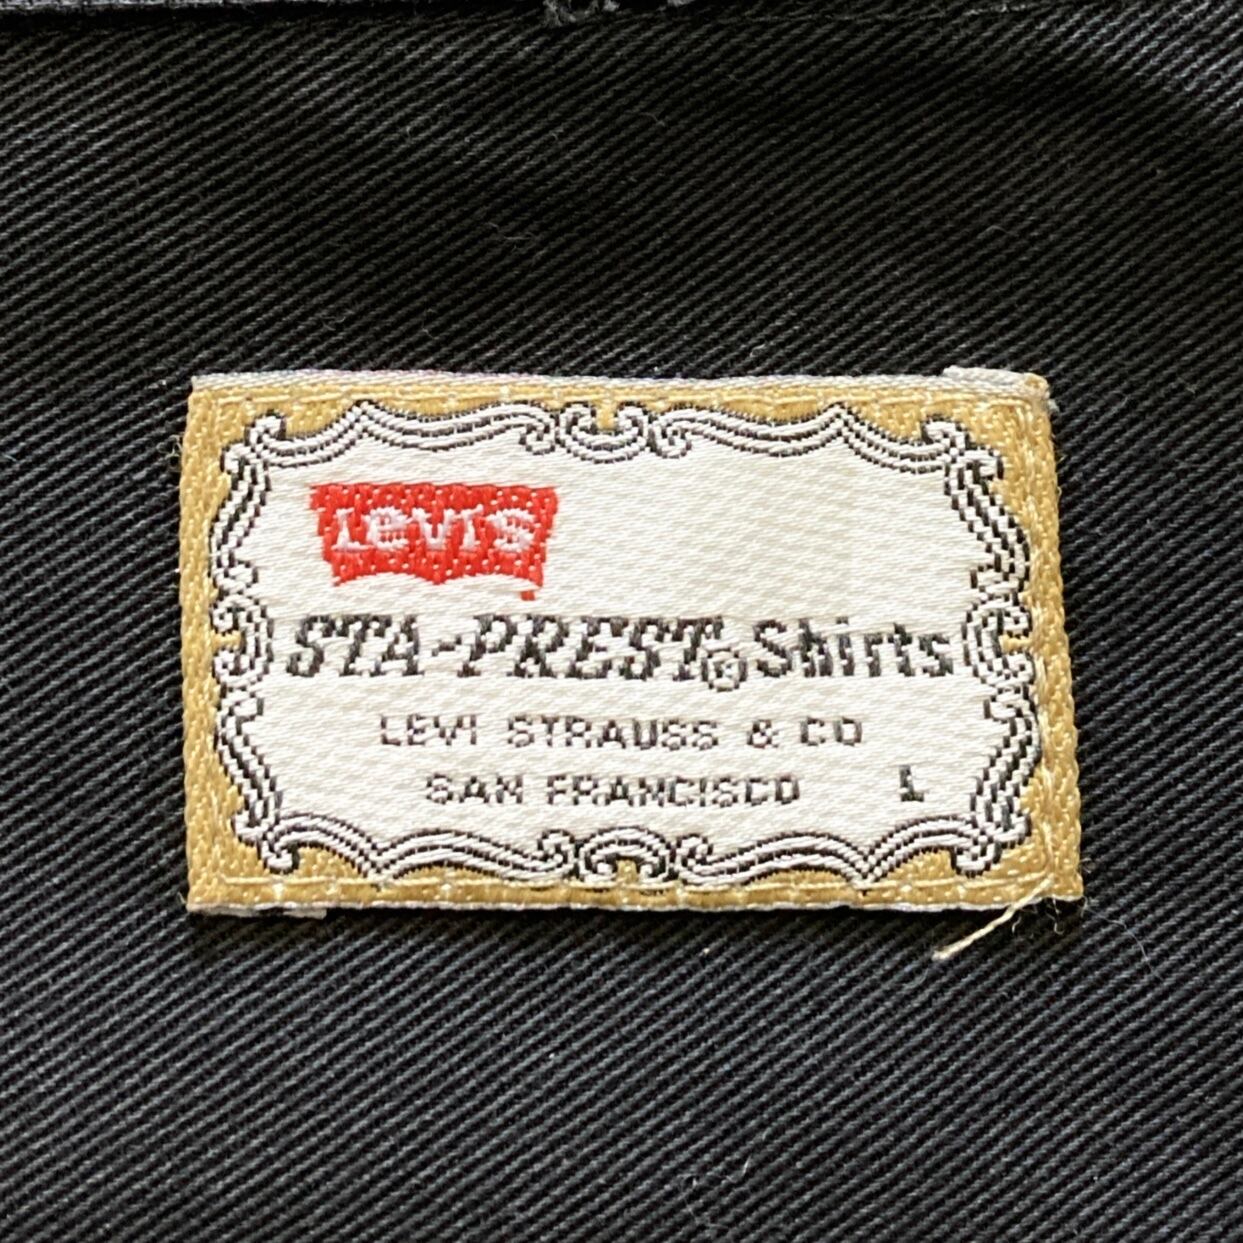 Levi's
STA-PREST® Shirts
LEVI STRAUSS & CO
SAN FRANCISCO L